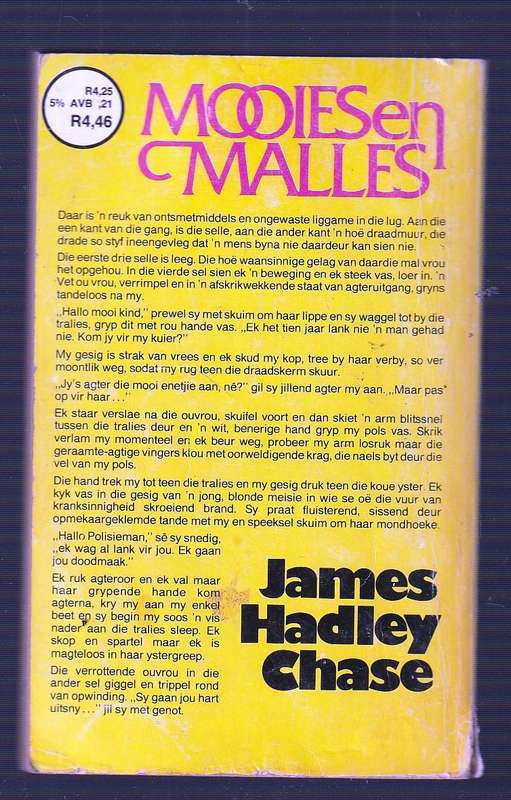 R4,25
5% AVB ,21
R4,46
MOOIES en
MALLES
Daar is 'n reuk van ontsmetmiddels en ongewaste liggame in die lug. Aan die
een kant van die gang, is die selle, aan die ander kant 'n hoë draadmuur, die
drade so styf ineengevleg dat 'n mens byna nie daardeur kan sien nie.
Die eerste drie selle is leeg. Die hoë waansinnige gelag van daardie mal vrou
het opgehou. In die vierde sel sien ek 'n beweging en ek steek vas, loer in. 'n
Vet ou vrou, verrimpel en in 'n afskrikwekkende staat van agteruitgang, gryns
tandeloos na my.
„Hallo mooi kind,” prewel sy met skuim om haar lippe en sy waggel tot by die
tralies, gryp dit met rou hande vas. „Ek het tien jaar lank nie 'n man gehad
nie. Kom jy vir my kuier?”
My gesig is strak van vrees en ek skud my kop, tree by haar verby, so ver
moontlik weg, sodat my rug teen die draadskerm skuur.
„Jy's agter die mooi enetjie aan, nê?” gil sy jillend agter my aan. „Maar pas
op vir haar . . .”
Ek staar verslae na die ouvrou, skuifel voort en dan skiet 'n arm blitssnel
tussen die tralies deur en 'n wit, benerige hand gryp my pols vas. Skrik
verlam my momenteel en ek beur weg, probeer my arm losruk maar die
geraamte-agtige vingers klou met oorweldigende krag, die naels byt deur die
vel van my pols.
Die hand trek my tot teen die tralies en my gesig druk teen die koue yster. Ek
kyk vas in die gesig van 'n jong, blonde meisie in wie se oë die vuur van
kranksinnigheid skroeiend brand. Sy praat fluisterend, sissend deur
opmekaargeklemde tande met my en speeksel skuim om haar mondhoeke.
„Hallo Polisieman,” sê sy snedig,
„ek wag al lank vir jou. Ek gaan
jou doodmaak.”
Ek ruk agteroor en ek val maar
haar grypende hande kom
agterna, kry my aan my enkel
beet en sy begin my soos 'n vis
nader aan die tralies sleep. Ek
skop en spartel maar ek is
magteloos in haar ystergreep.
Die verrottende ouvrou in die
ander sel giggel en trippel rond
van opwinding. „Sy gaan jou hart
uitsny . . .” jil sy met genot.
James
Hadley
Chase